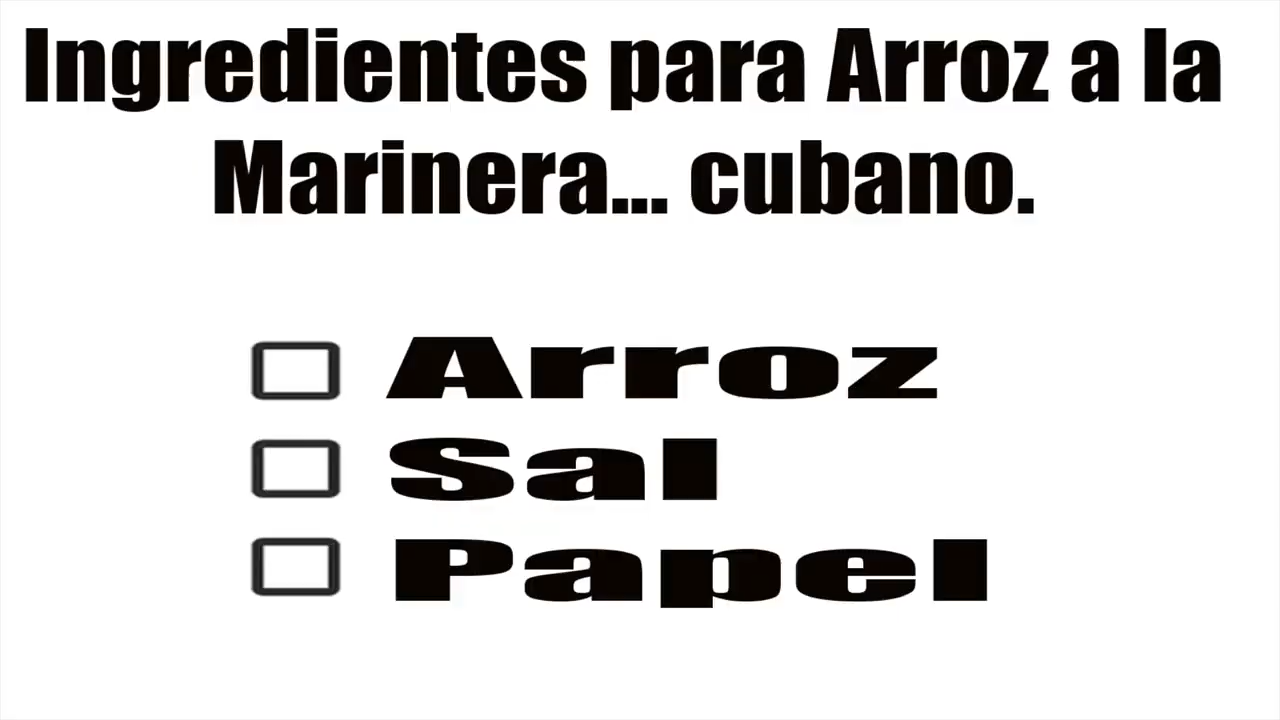 Ingredientes para Arroz a la
Marinera... cubano.
Arroz
Sal
Papel